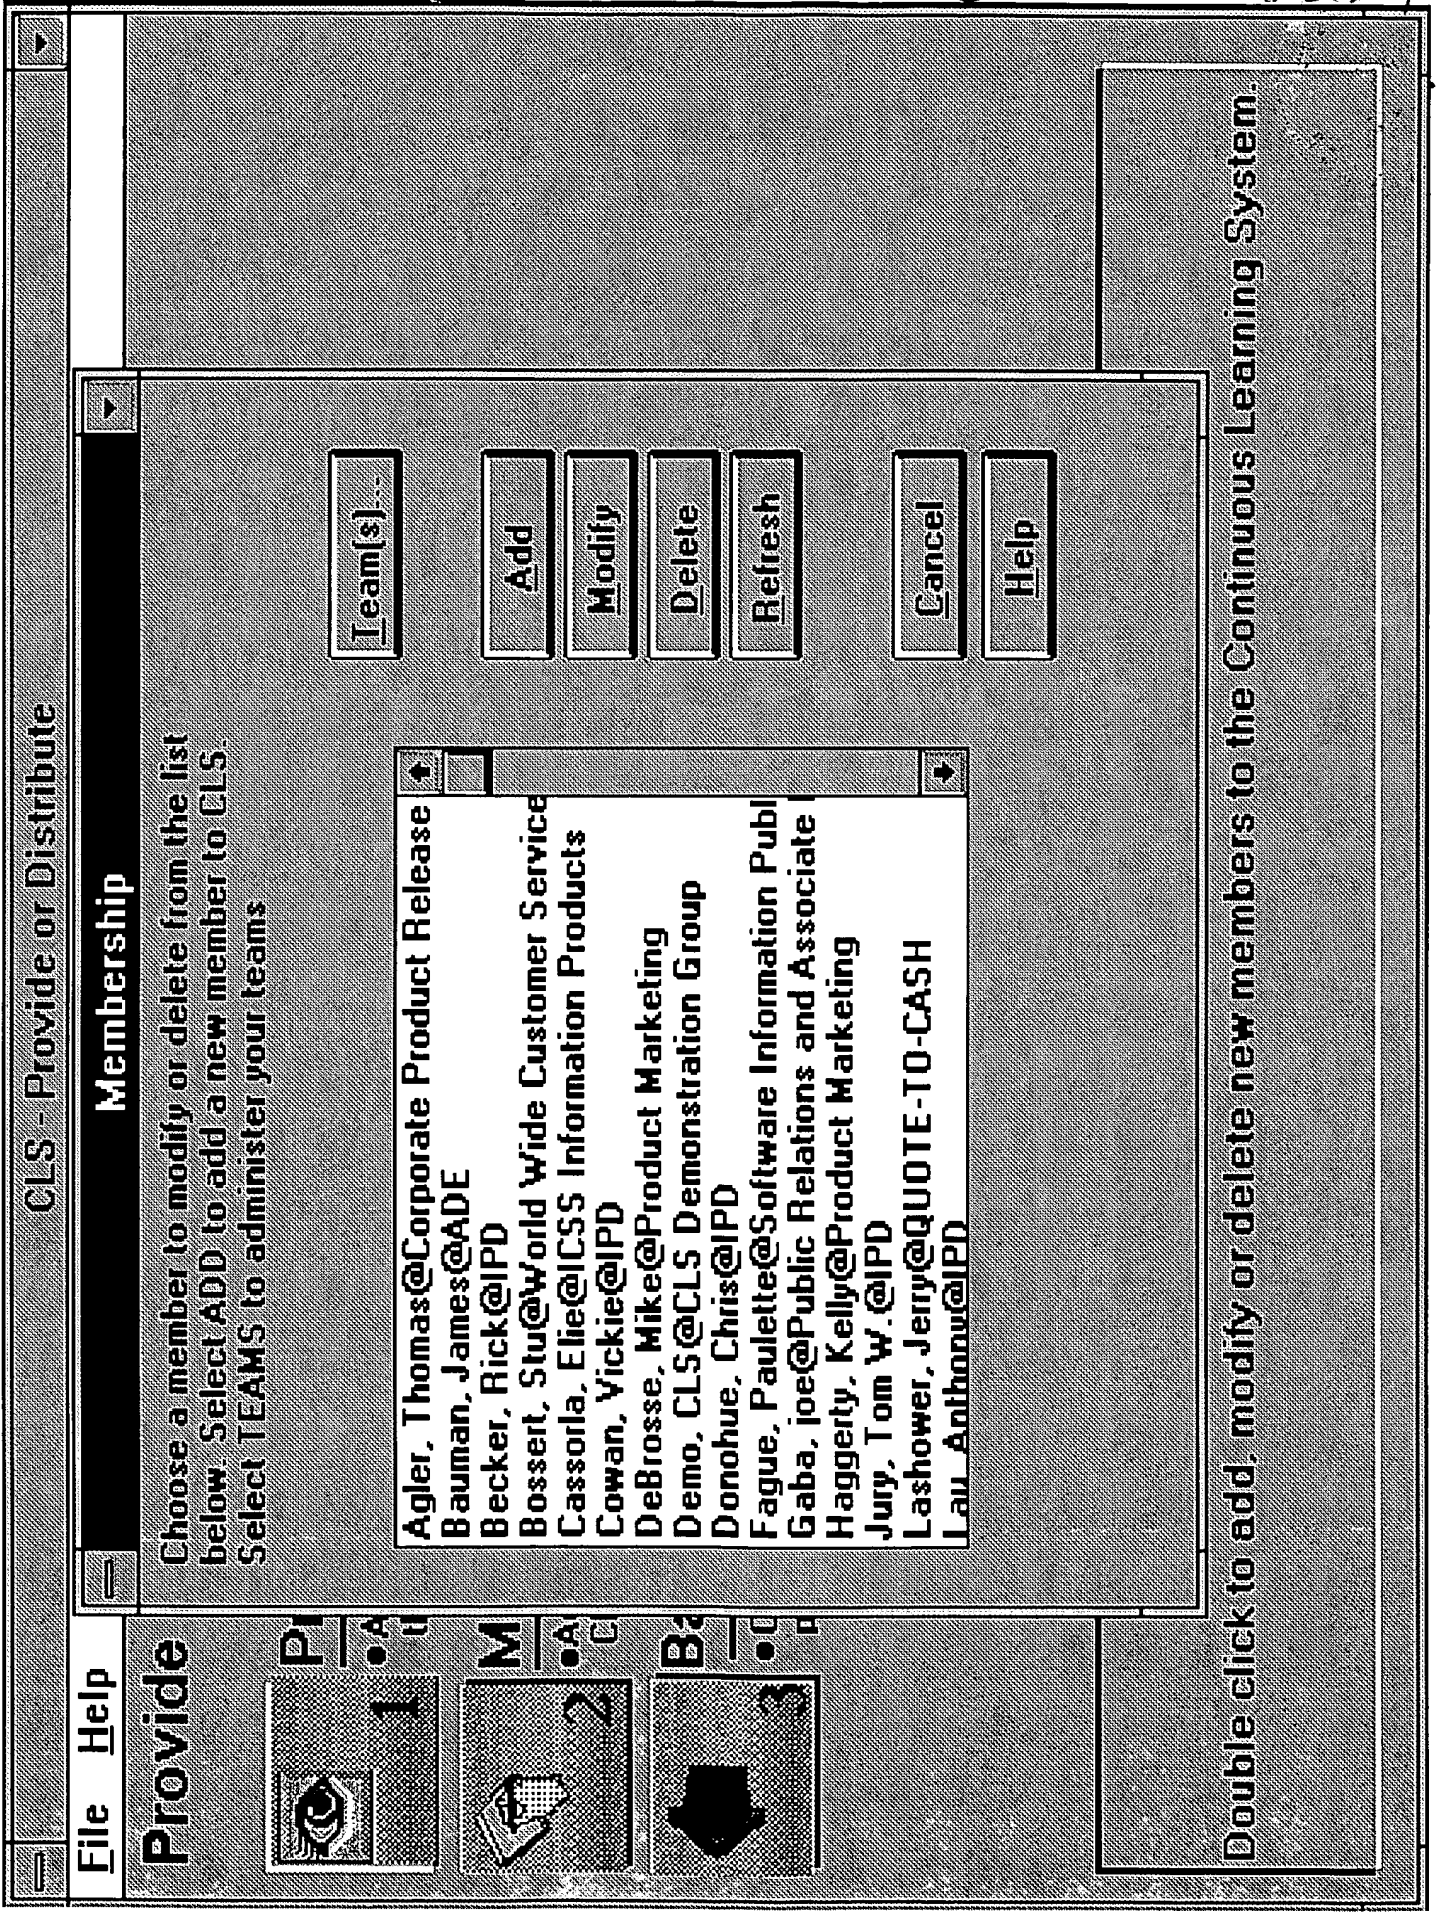 CLS - Provide or Distribute
File Help
Membership
Provide
Choose a member to modify or delete from the list
below. Select ADD to add a new member to CLS.
Select TEAMS to administer your teams
Team(s)...
Agler, Thomas@Corporate Product Release
Bauman, James@ADE
Becker, Rick@IPD
Bossert, Stu@World Wide Customer Service
Cassorla, Elie@ICSS Information Products
Cowan, Vickie@IPD
DeBrosse, Mike@Product Marketing
Demo, CLS@CLS Demonstration Group
Donohue, Chris@IPD
Fague, Paulette@Software Information Publ
Gaba, joe@Public Relations and Associate
Haggerty, Kelly@Product Marketing
Jury, Tom W.@IPD
Lashower, Jerry@QUOTE-TO-CASH
Lau, Anthony@IPD
Add
Modify
Delete
Refresh
Cancel
Help
1
2
M
3
Ba
Double click to add, modify or delete new members to the Continuous Learning System.